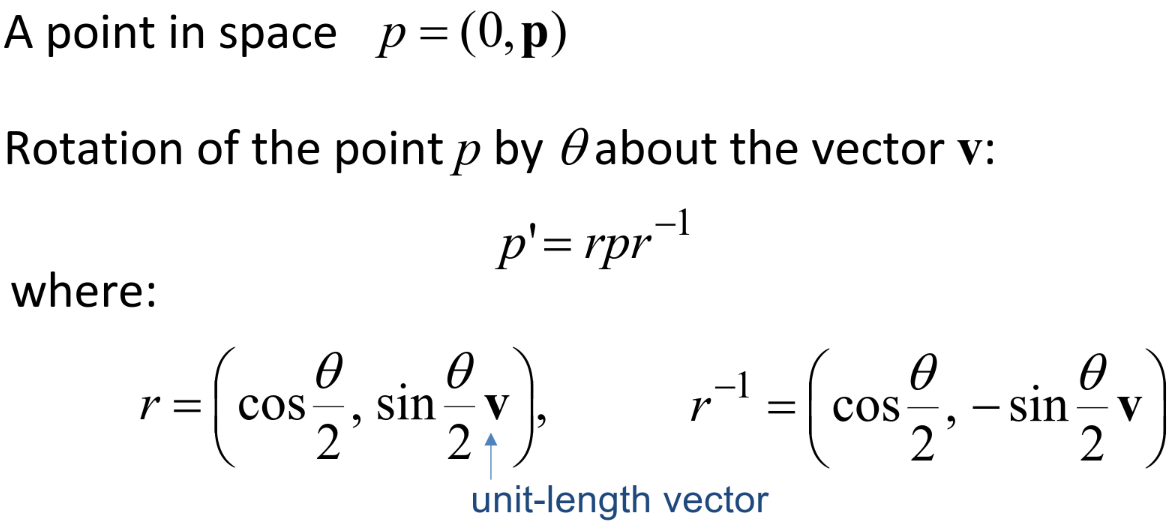 A point in space p = (0, p)
Rotation of the point p by θ about the vector v:
p' = rpr⁻¹
where:
r = (cos θ/2, sin θ/2 v), r⁻¹ = (cos θ/2, − sin θ/2 v)
unit-length vector